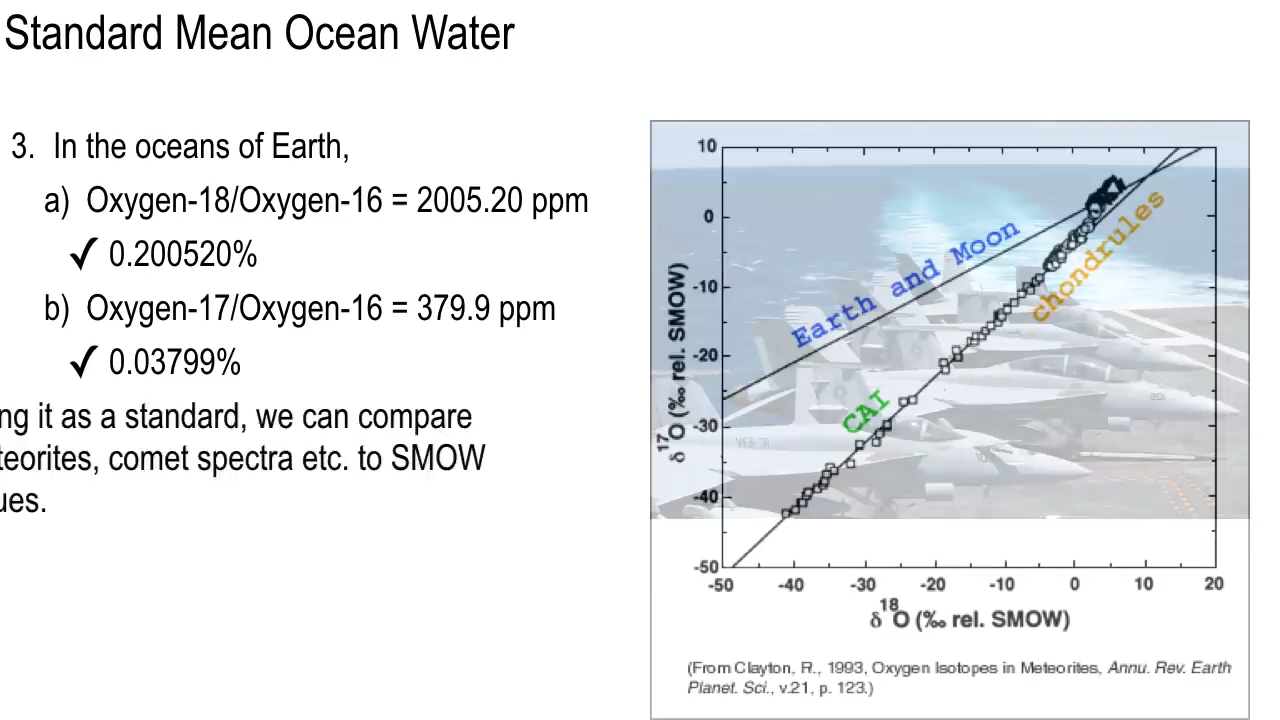 Standard Mean Ocean Water
3. In the oceans of Earth,
a) Oxygen-18/Oxygen-16 = 2005.20 ppm
✓ 0.200520%
b) Oxygen-17/Oxygen-16 = 379.9 ppm
✓ 0.03799%
ng it as a standard, we can compare
teorites, comet spectra etc. to SMOW
ues.
10
0
-10
-20
-30
-40
-50
δ17O (‰ rel. SMOW)
Earth and Moon
chondrules
CAI
201
VFA-31
-50 -40 -30 -20 -10 0 10 20
δ18O (‰ rel. SMOW)
(From Clayton, R., 1993, Oxygen Isotopes in Meteorites, Annu. Rev. Earth
Planet. Sci., v.21, p. 123.)